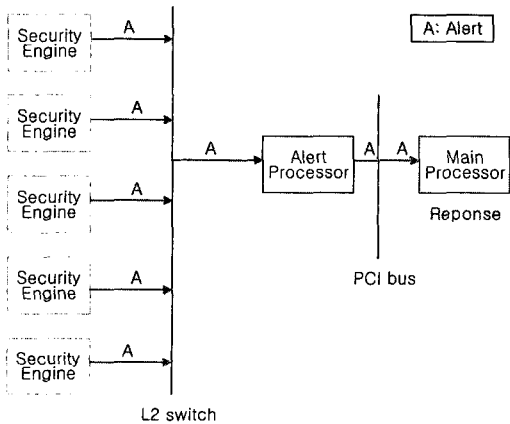 Security
Engine
A
A: Alert
Security
Engine
A
A
Alert
Processor
A
A
Main
Processor
Security
Engine
A
Reponse
PCI bus
Security
Engine
A
Security
Engine
A
L2 switch